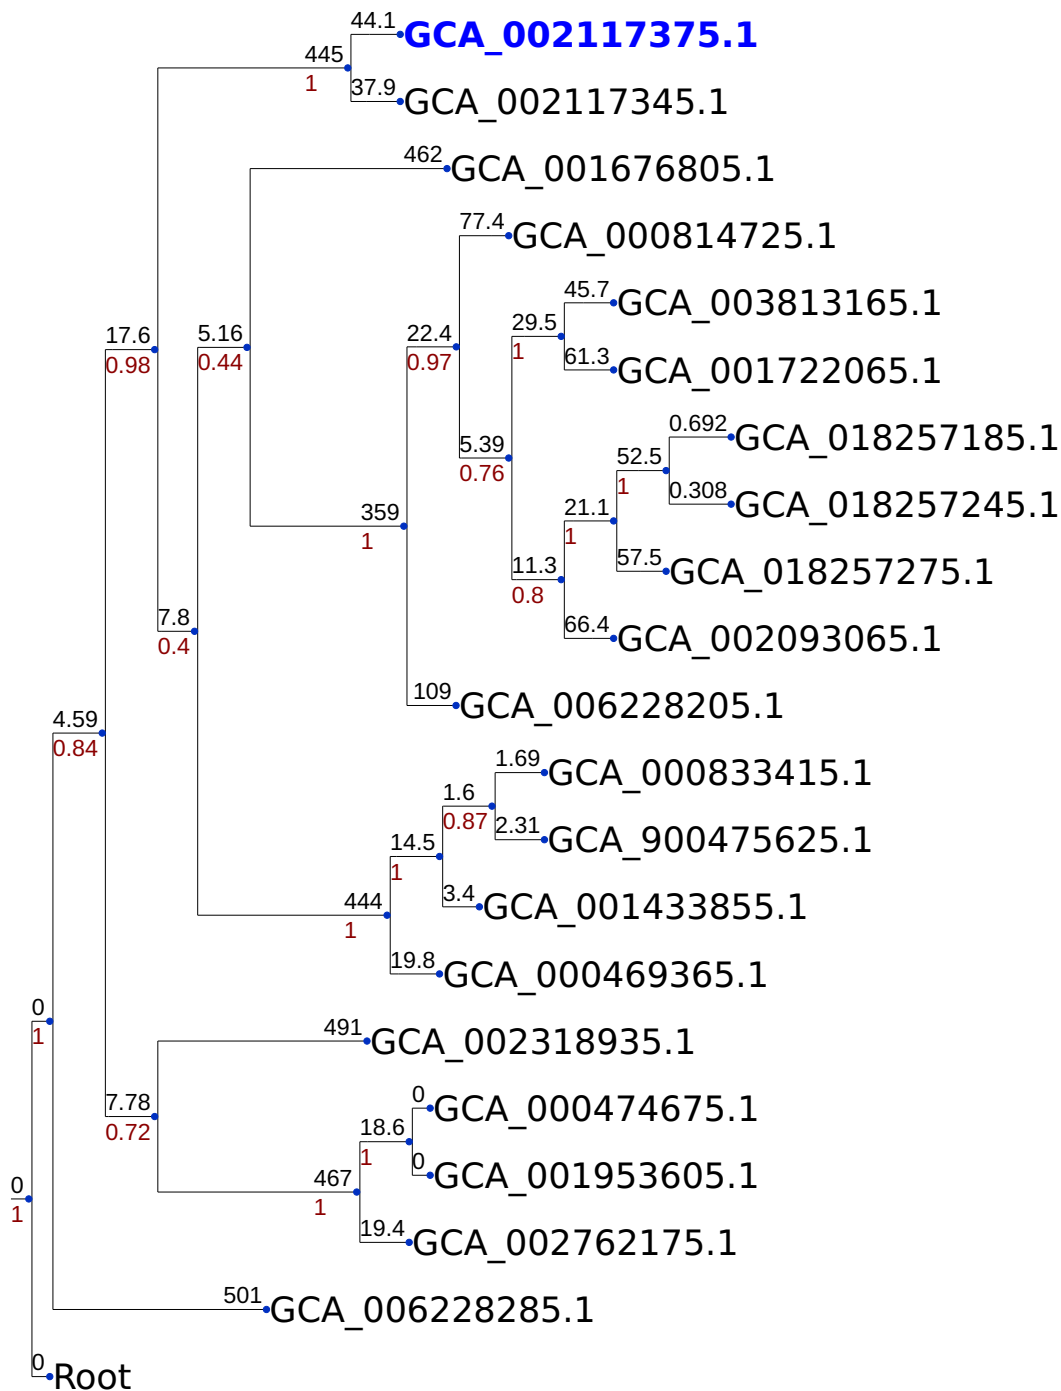 44.1
GCA_002117375.1
445
1
37.9
GCA_002117345.1
462
GCA_001676805.1
77.4
GCA_000814725.1
45.7
GCA_003813165.1
17.6
0.98
5.16
0.44
22.4
0.97
29.5
1
61.3
GCA_001722065.1
0.692
GCA_018257185.1
5.39
0.76
52.5
1
0.308
GCA_018257245.1
359
1
21.1
1
57.5
GCA_018257275.1
11.3
0.8
7.8
0.4
66.4
GCA_002093065.1
109
GCA_006228205.1
4.59
0.84
1.69
GCA_000833415.1
1.6
0.87
2.31
GCA_900475625.1
14.5
1
3.4
GCA_001433855.1
444
1
19.8
GCA_000469365.1
0
1
491
GCA_002318935.1
7.78
0.72
0
GCA_000474675.1
18.6
1
0
GCA_001953605.1
467
1
0
1
19.4
GCA_002762175.1
501
GCA_006228285.1
0
Root